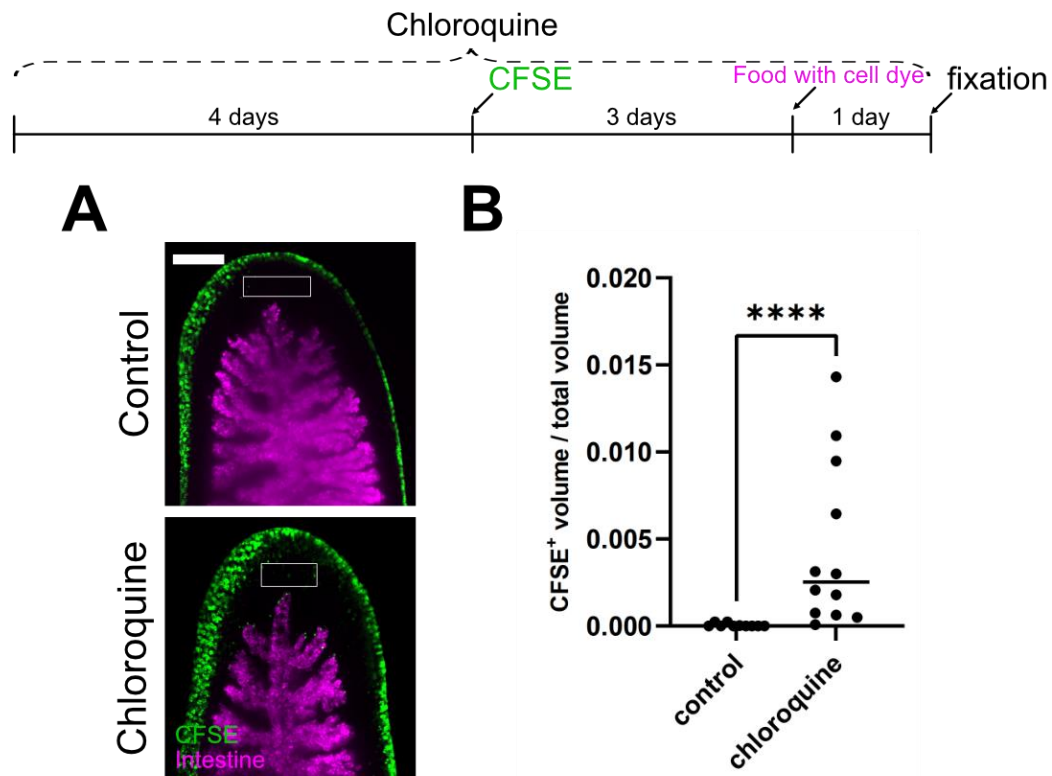 Chloroquine
CFSE
Food with cell dye
fixation
4 days
3 days
1 day
A
B
Control
Chloroquine
CFSE
Intestine
CFSE+ volume / total volume
0.020
0.015
0.010
0.005
0.000
****
control
chloroquine